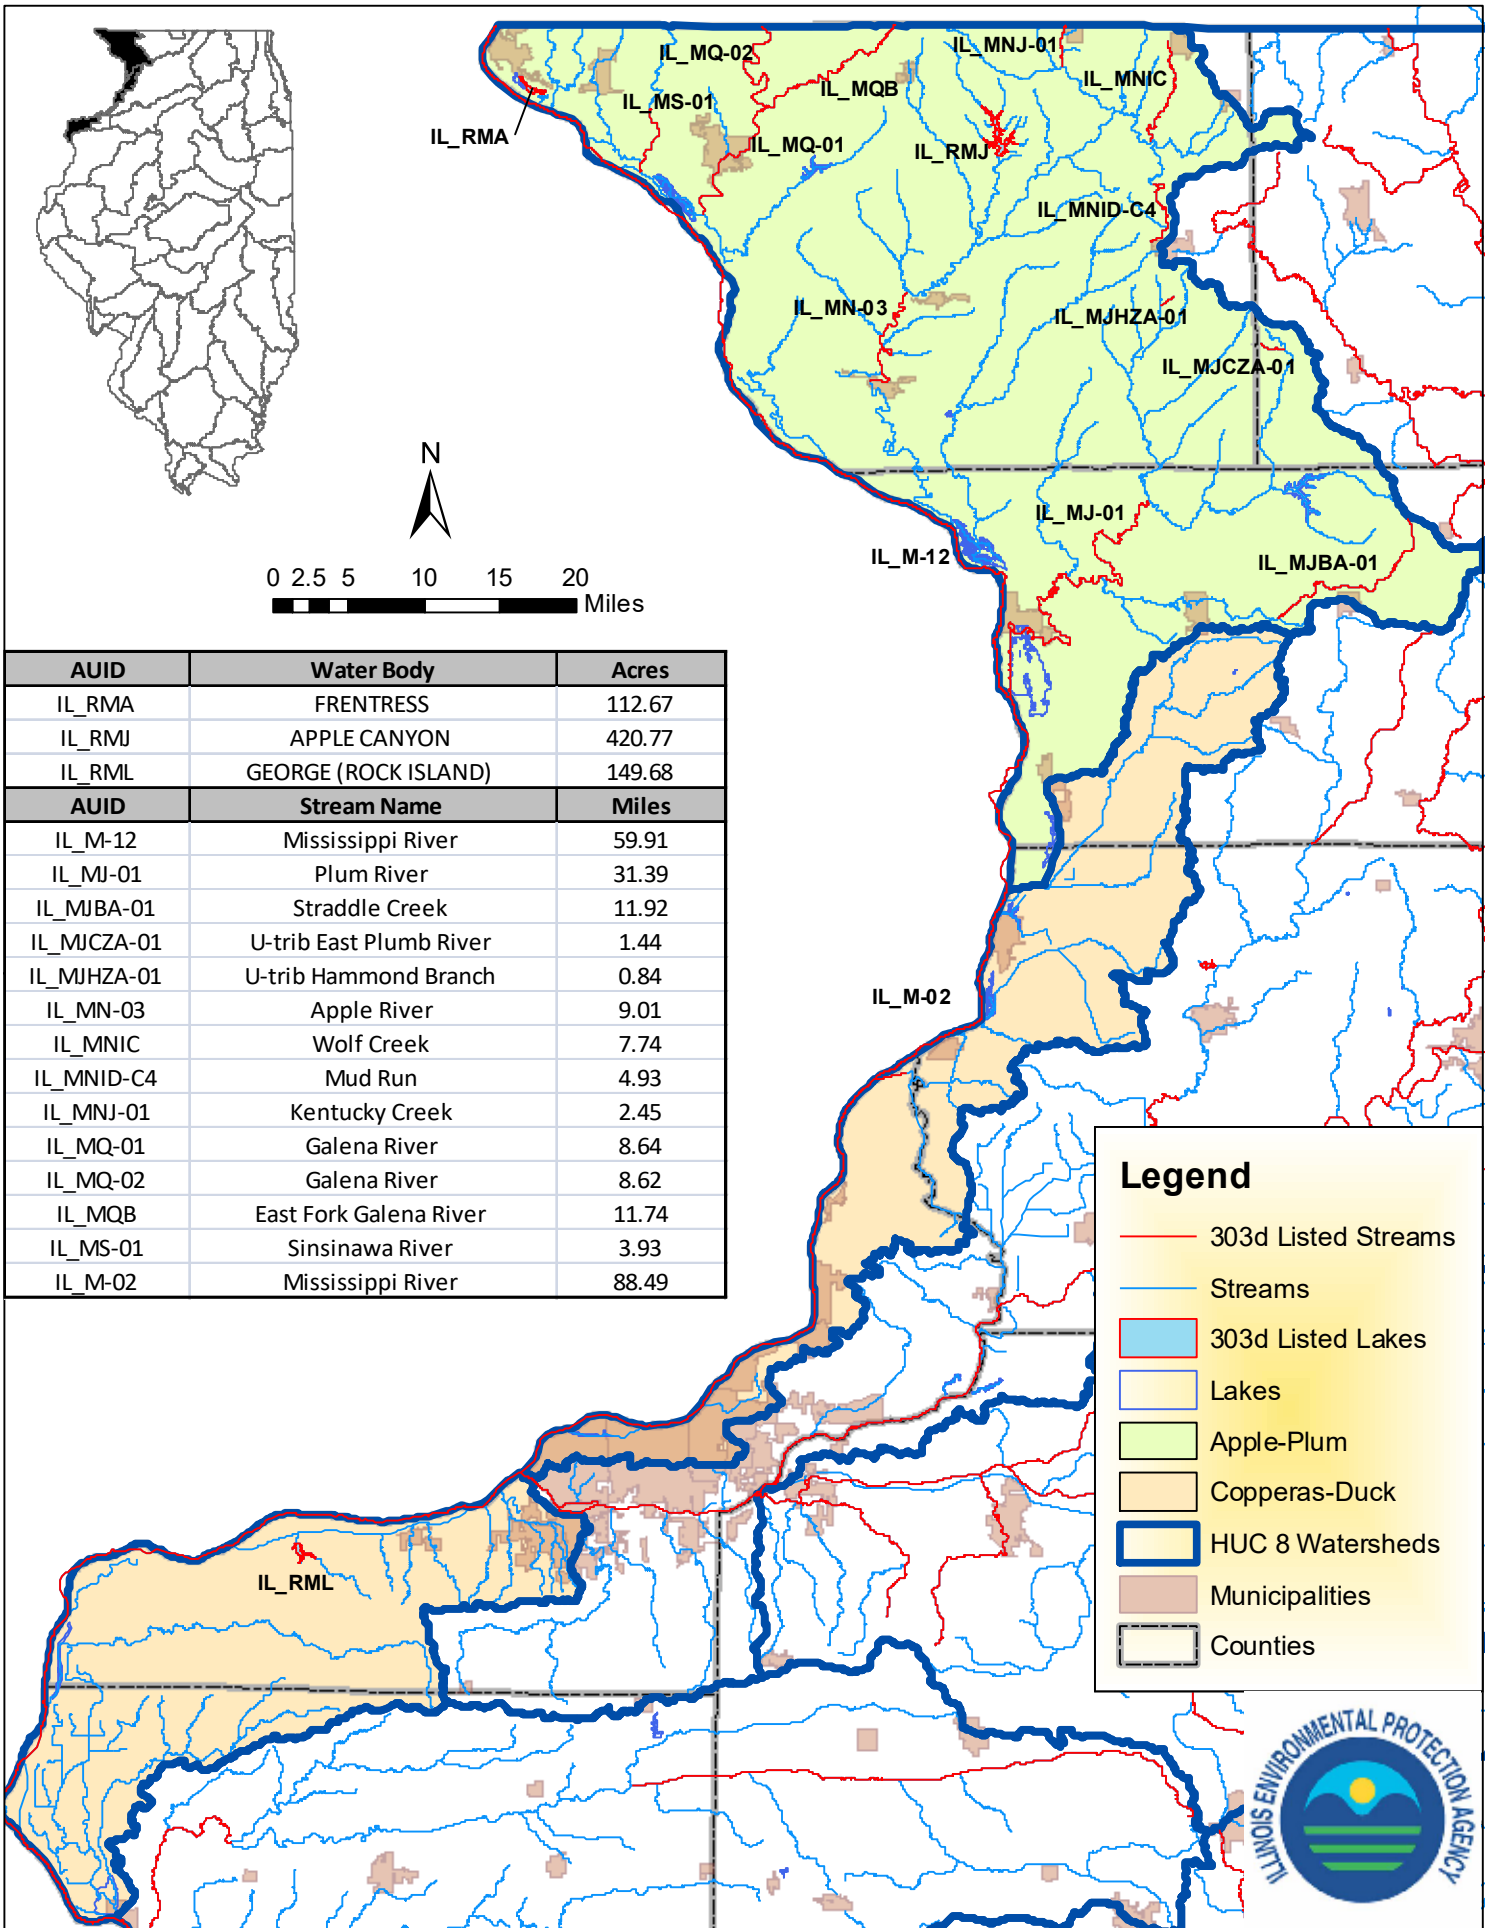 IL_MQ-02
IL_MNJ-01
IL_MNIC
IL_MQB
IL_MS-01
IL_RMA
IL_MQ-01
IL_RMJ
IL_MNID-C4
IL_MN-03
IL_MJHZA-01
IL_MJCZA-01
N
IL_MJ-01
IL_M-12
IL_MJBA-01
0 2.5 5 10 15 20
Miles
AUID Water Body Acres
IL_RMA FRENTRESS 112.67
IL_RMJ APPLE CANYON 420.77
IL_RML GEORGE (ROCK ISLAND) 149.68
AUID Stream Name Miles
IL_M-12 Mississippi River 59.91
IL_MJ-01 Plum River 31.39
IL_MJBA-01 Straddle Creek 11.92
IL_MJCZA-01 U-trib East Plumb River 1.44
IL_MJHZA-01 U-trib Hammond Branch 0.84
IL_MN-03 Apple River 9.01
IL_MNIC Wolf Creek 7.74
IL_MNID-C4 Mud Run 4.93
IL_MNJ-01 Kentucky Creek 2.45
IL_MQ-01 Galena River 8.64
IL_MQ-02 Galena River 8.62
IL_MQB East Fork Galena River 11.74
IL_MS-01 Sinsinawa River 3.93
IL_M-02 Mississippi River 88.49
IL_M-02
IL_RML
Legend
303d Listed Streams
Streams
303d Listed Lakes
Lakes
Apple-Plum
Copperas-Duck
HUC 8 Watersheds
Municipalities
Counties
ILLINOIS ENVIRONMENTAL PROTECTION AGENCY